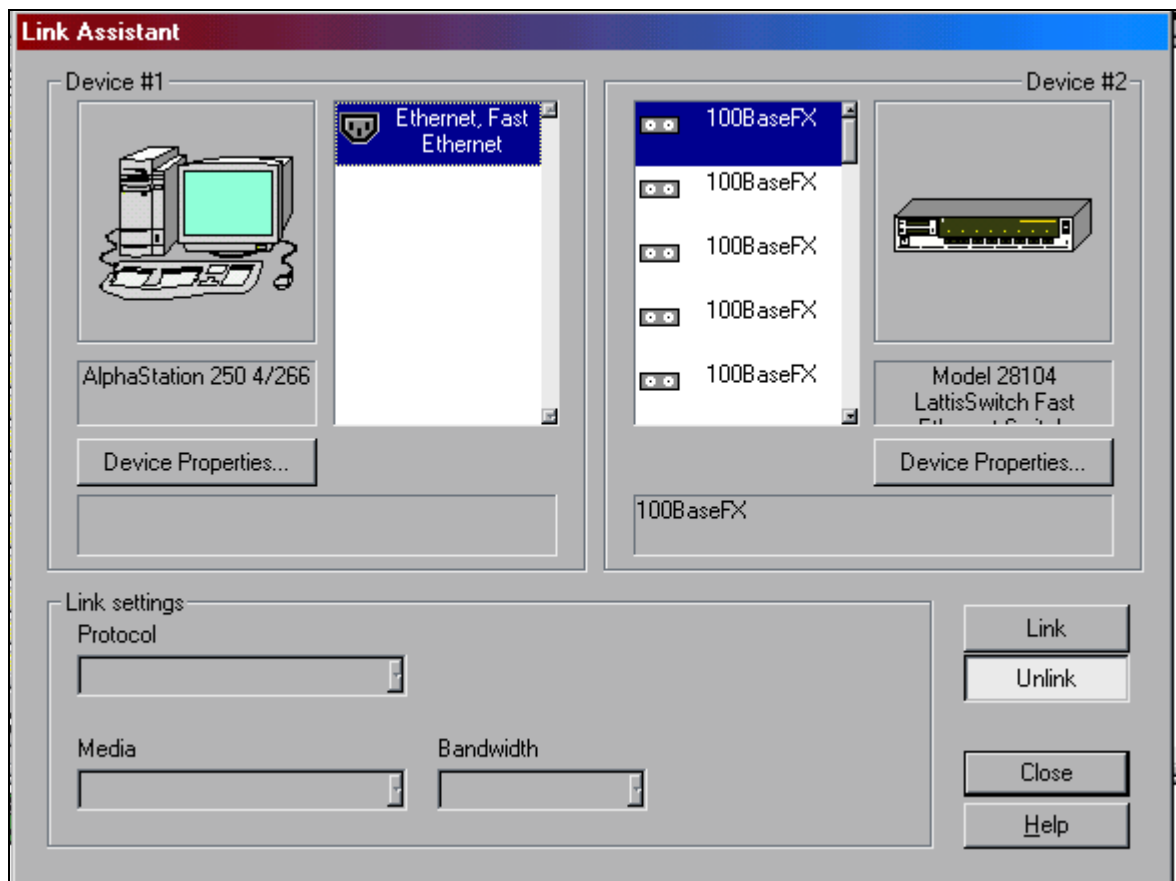 Link Assistant
Device #1
Device #2
Ethernet, Fast
Ethernet
100BaseFX
100BaseFX
100BaseFX
100BaseFX
100BaseFX
AlphaStation 250 4/266
Model 28104
LattisSwitch Fast
Device Properties...
Device Properties...
100BaseFX
Link settings
Protocol
Media
Bandwidth
Link
Unlink
Close
Help